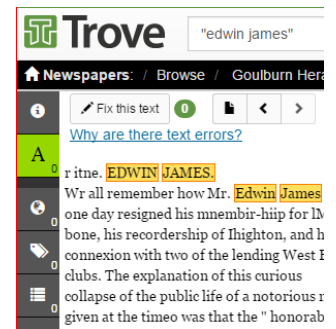 Trove
"edwin james"
Newspapers: / Browse / Goulburn Hera
Fix this text 0
Why are there text errors?
A 0
r itne. EDWIN JAMES.
Wr all remember how Mr. Edwin James
one day resigned his mnembir-hiip for lM
0
bone, his recordership of Ihighton, and h
connexion with two of the lending West E
0
clubs. The explanation of this curious
collapse of the public life of a notorious r
0
given at the timeo was that the " honorab